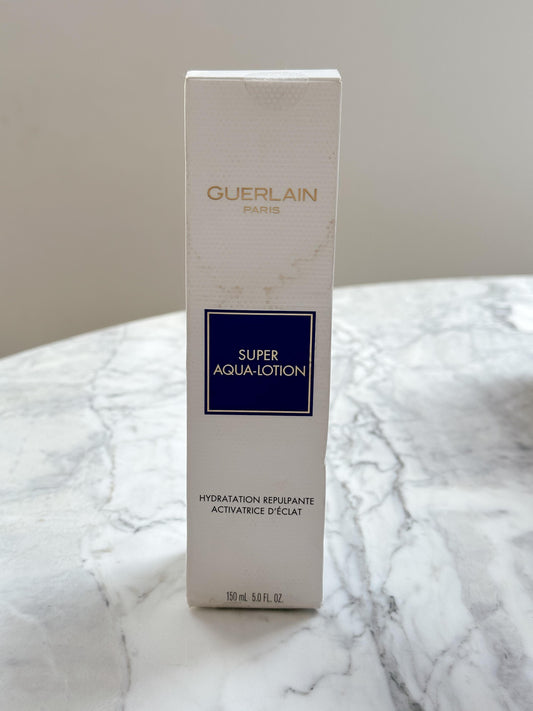 GUERLAIN
PARIS
SUPER
AQUA-LOTION
HYDRATATION REPULPANTE
ACTIVATRICE D'ÉCLAT
150 mL 5.0 FL. OZ.